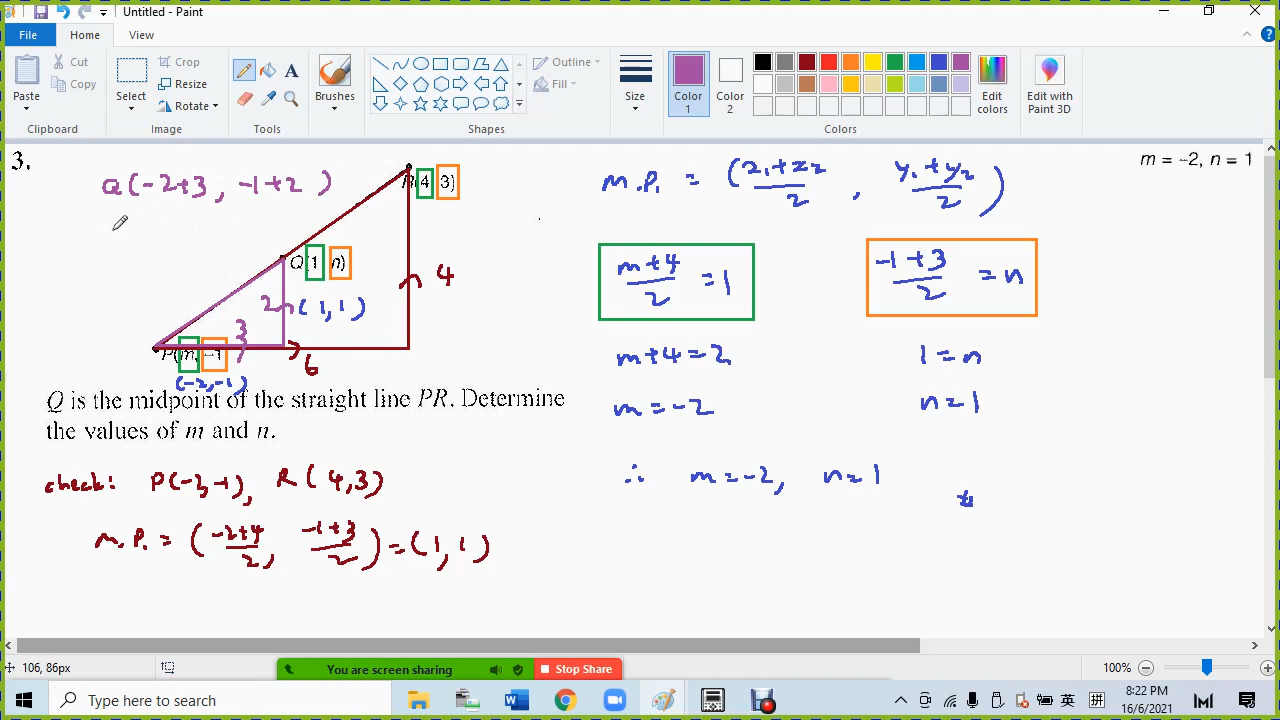 Untitled - Paint
File Home View
Paste Cut Copy
Clipboard
Select Crop Resize Rotate
Image
A
Tools
Brushes
Shapes
Outline
Fill
Size
Color 1
Color 2
Edit colors
Colors
Edit with Paint 3D
3.
m = –2, n = 1
Q(-2+3, -1+2)
R(4, 3)
Q(1, n)
(1, 1)
2
4
3
6
P(m, −1)
(-2, -1)
Q is the midpoint of the straight line PR. Determine
the values of m and n.
check: P(-2,-1), R(4,3)
M.P. = (-2+4/2, -1+3/2) = (1, 1)
M.P. = (x1+x2/2, y1+y2/2)
m+4/2 = 1
-1+3/2 = n
m+4=2
1=n
m=-2
n=1
∴ m=-2, n=1
106, 86px
100%
You are screen sharing
Stop Share
Type here to search
英
拼
8:22 PM
16/6/2021